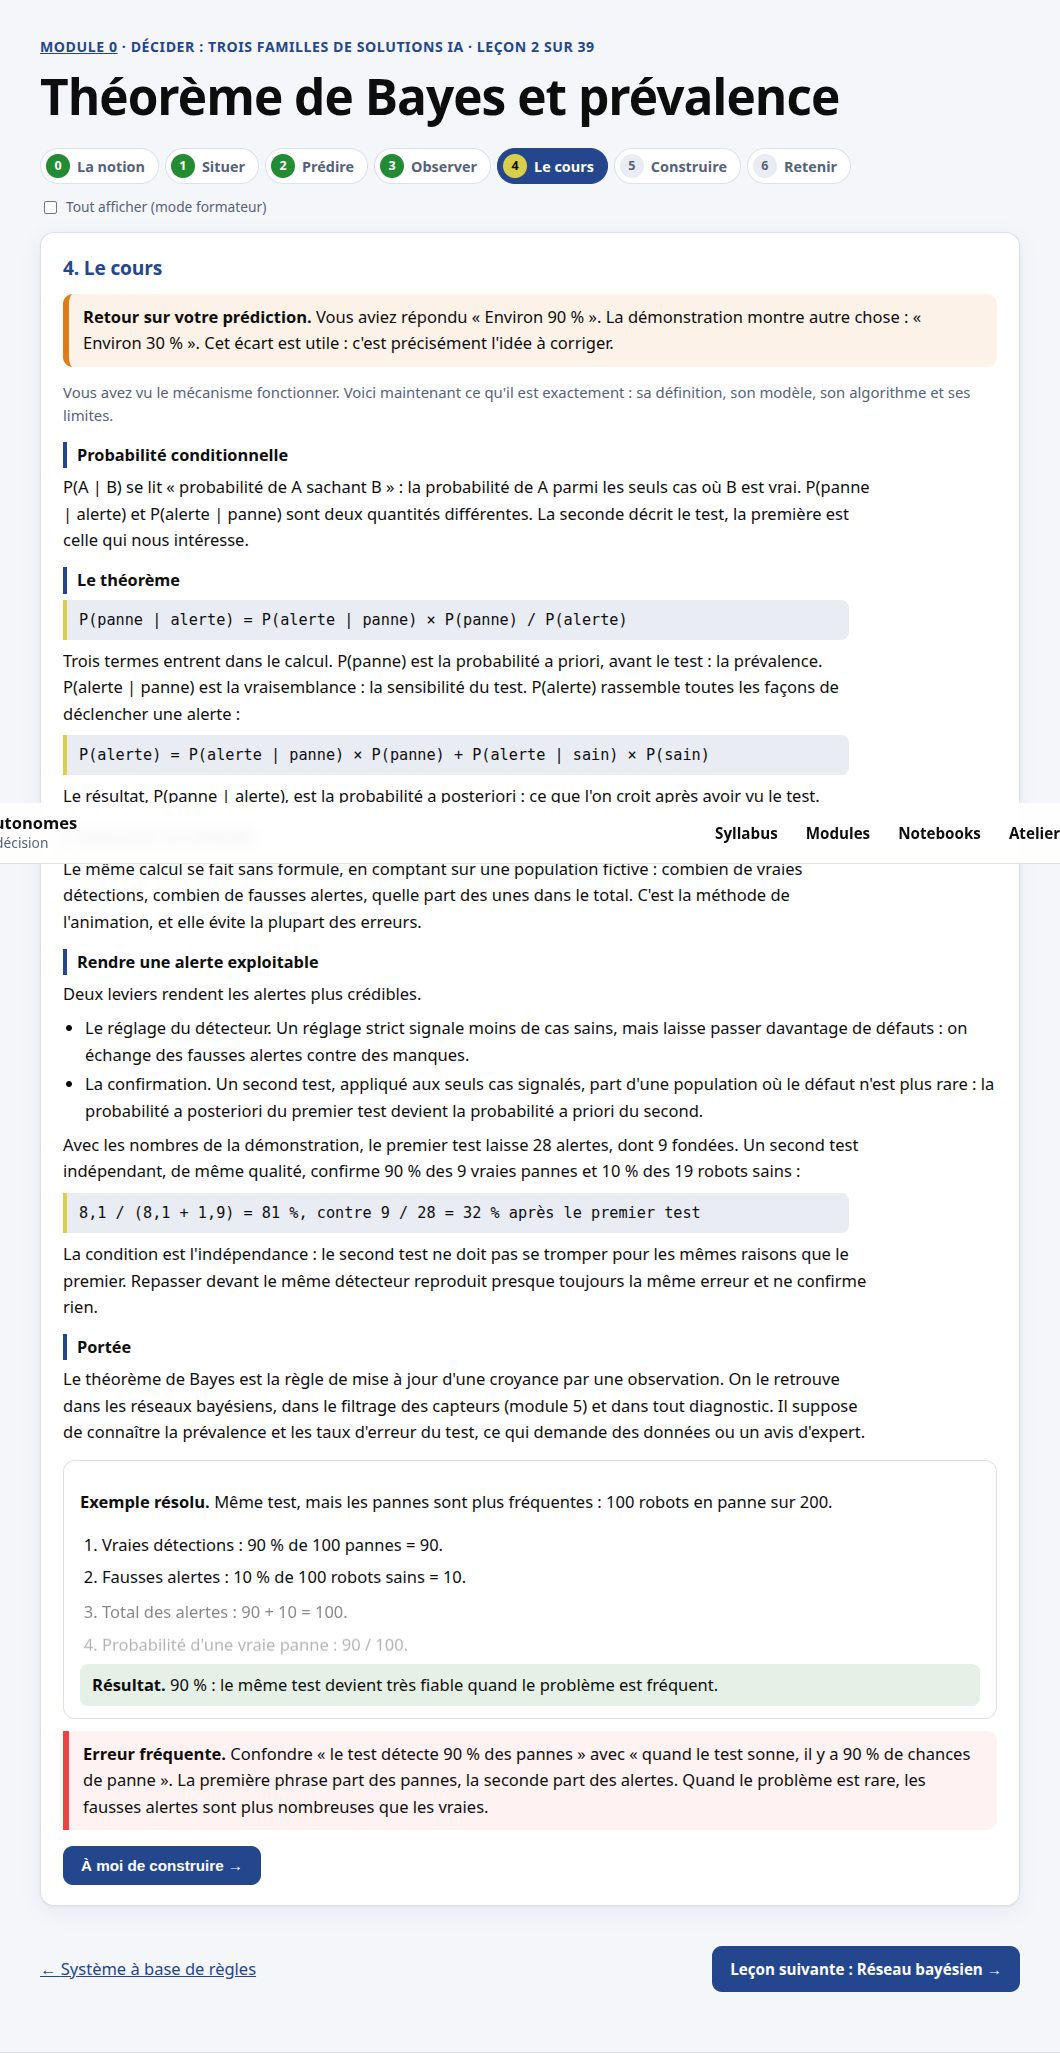 MODULE 0 · DÉCIDER : TROIS FAMILLES DE SOLUTIONS IA · LEÇON 2 SUR 39
Théorème de Bayes et prévalence
0 La notion 1 Situer 2 Prédire 3 Observer 4 Le cours 5 Construire 6 Retenir
Tout afficher (mode formateur)
4. Le cours
Retour sur votre prédiction. Vous aviez répondu « Environ 90 % ». La démonstration montre autre chose : «
Environ 30 % ». Cet écart est utile : c'est précisément l'idée à corriger.
Vous avez vu le mécanisme fonctionner. Voici maintenant ce qu'il est exactement : sa définition, son modèle, son algorithme et ses
limites.
Probabilité conditionnelle
P(A | B) se lit « probabilité de A sachant B » : la probabilité de A parmi les seuls cas où B est vrai. P(panne
| alerte) et P(alerte | panne) sont deux quantités différentes. La seconde décrit le test, la première est
celle qui nous intéresse.
Le théorème
P(panne | alerte) = P(alerte | panne) × P(panne) / P(alerte)
Trois termes entrent dans le calcul. P(panne) est la probabilité a priori, avant le test : la prévalence.
P(alerte | panne) est la vraisemblance : la sensibilité du test. P(alerte) rassemble toutes les façons de
déclencher une alerte :
P(alerte) = P(alerte | panne) × P(panne) + P(alerte | sain) × P(sain)
Le résultat, P(panne | alerte), est la probabilité a posteriori : ce que l'on croit après avoir vu le test.
utonomes
décision
Syllabus Modules Notebooks Atelier
Le même calcul se fait sans formule, en comptant sur une population fictive : combien de vraies
détections, combien de fausses alertes, quelle part des unes dans le total. C'est la méthode de
l'animation, et elle évite la plupart des erreurs.
Rendre une alerte exploitable
Deux leviers rendent les alertes plus crédibles.
• Le réglage du détecteur. Un réglage strict signale moins de cas sains, mais laisse passer davantage de défauts : on
échange des fausses alertes contre des manques.
• La confirmation. Un second test, appliqué aux seuls cas signalés, part d'une population où le défaut n'est plus rare : la
probabilité a posteriori du premier test devient la probabilité a priori du second.
Avec les nombres de la démonstration, le premier test laisse 28 alertes, dont 9 fondées. Un second test
indépendant, de même qualité, confirme 90 % des 9 vraies pannes et 10 % des 19 robots sains :
8,1 / (8,1 + 1,9) = 81 %, contre 9 / 28 = 32 % après le premier test
La condition est l'indépendance : le second test ne doit pas se tromper pour les mêmes raisons que le
premier. Repasser devant le même détecteur reproduit presque toujours la même erreur et ne confirme
rien.
Portée
Le théorème de Bayes est la règle de mise à jour d'une croyance par une observation. On le retrouve
dans les réseaux bayésiens, dans le filtrage des capteurs (module 5) et dans tout diagnostic. Il suppose
de connaître la prévalence et les taux d'erreur du test, ce qui demande des données ou un avis d'expert.
Exemple résolu. Même test, mais les pannes sont plus fréquentes : 100 robots en panne sur 200.
1. Vraies détections : 90 % de 100 pannes = 90.
2. Fausses alertes : 10 % de 100 robots sains = 10.
3. Total des alertes : 90 + 10 = 100.
4. Probabilité d'une vraie panne : 90 / 100.
Résultat. 90 % : le même test devient très fiable quand le problème est fréquent.
Erreur fréquente. Confondre « le test détecte 90 % des pannes » avec « quand le test sonne, il y a 90 % de chances
de panne ». La première phrase part des pannes, la seconde part des alertes. Quand le problème est rare, les
fausses alertes sont plus nombreuses que les vraies.
À moi de construire →
← Système à base de règles
Leçon suivante : Réseau bayésien →